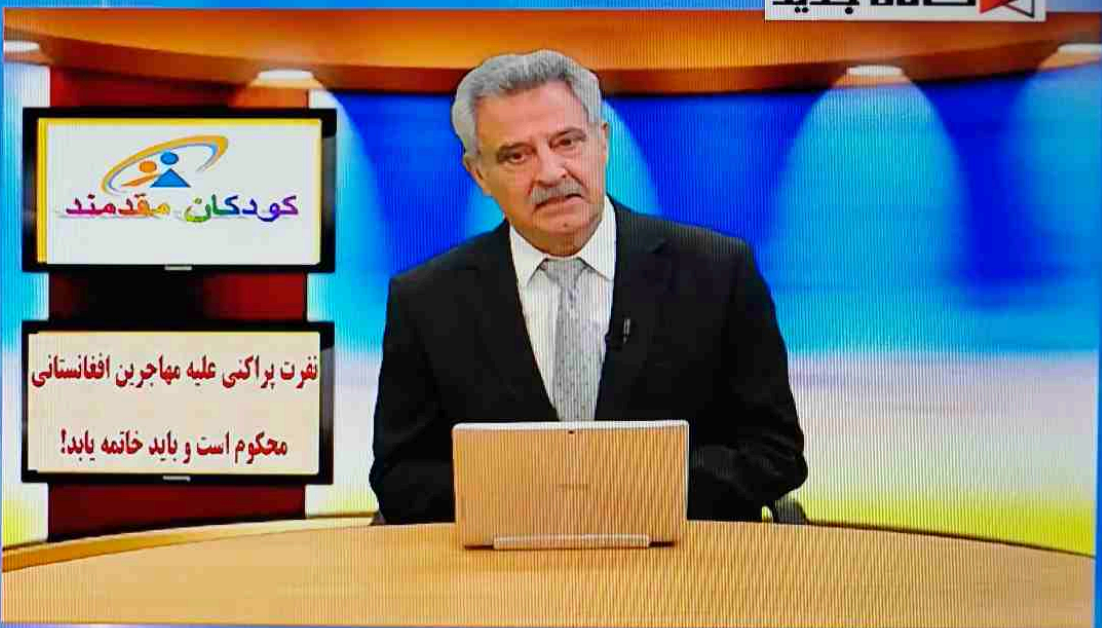 کودکان مقدمند
نفرت پراکنی علیه مهاجرین افغانستانی
محکوم است و باید خاتمه یابد!